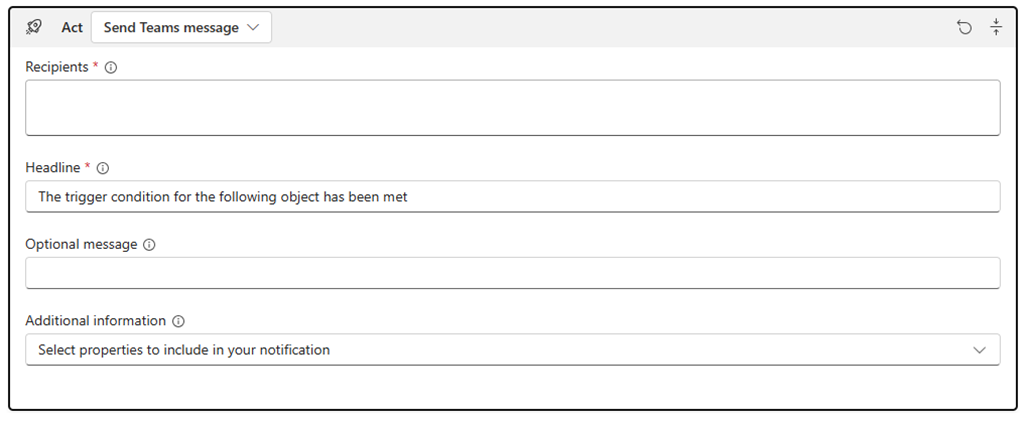 Act Send Teams message
Recipients *
Headline *
The trigger condition for the following object has been met
Optional message
Additional information
Select properties to include in your notification